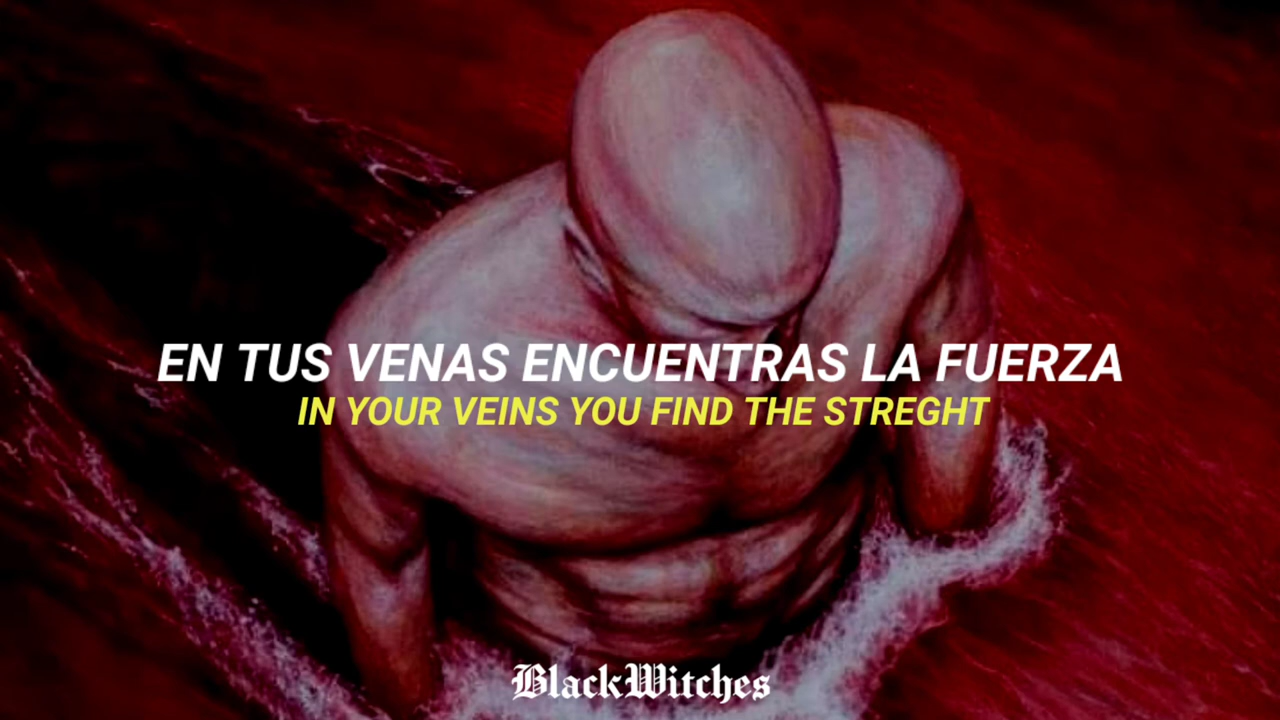 EN TUS VENAS ENCUENTRAS LA FUERZA
IN YOUR VEINS YOU FIND THE STREGHT
BlackWitches